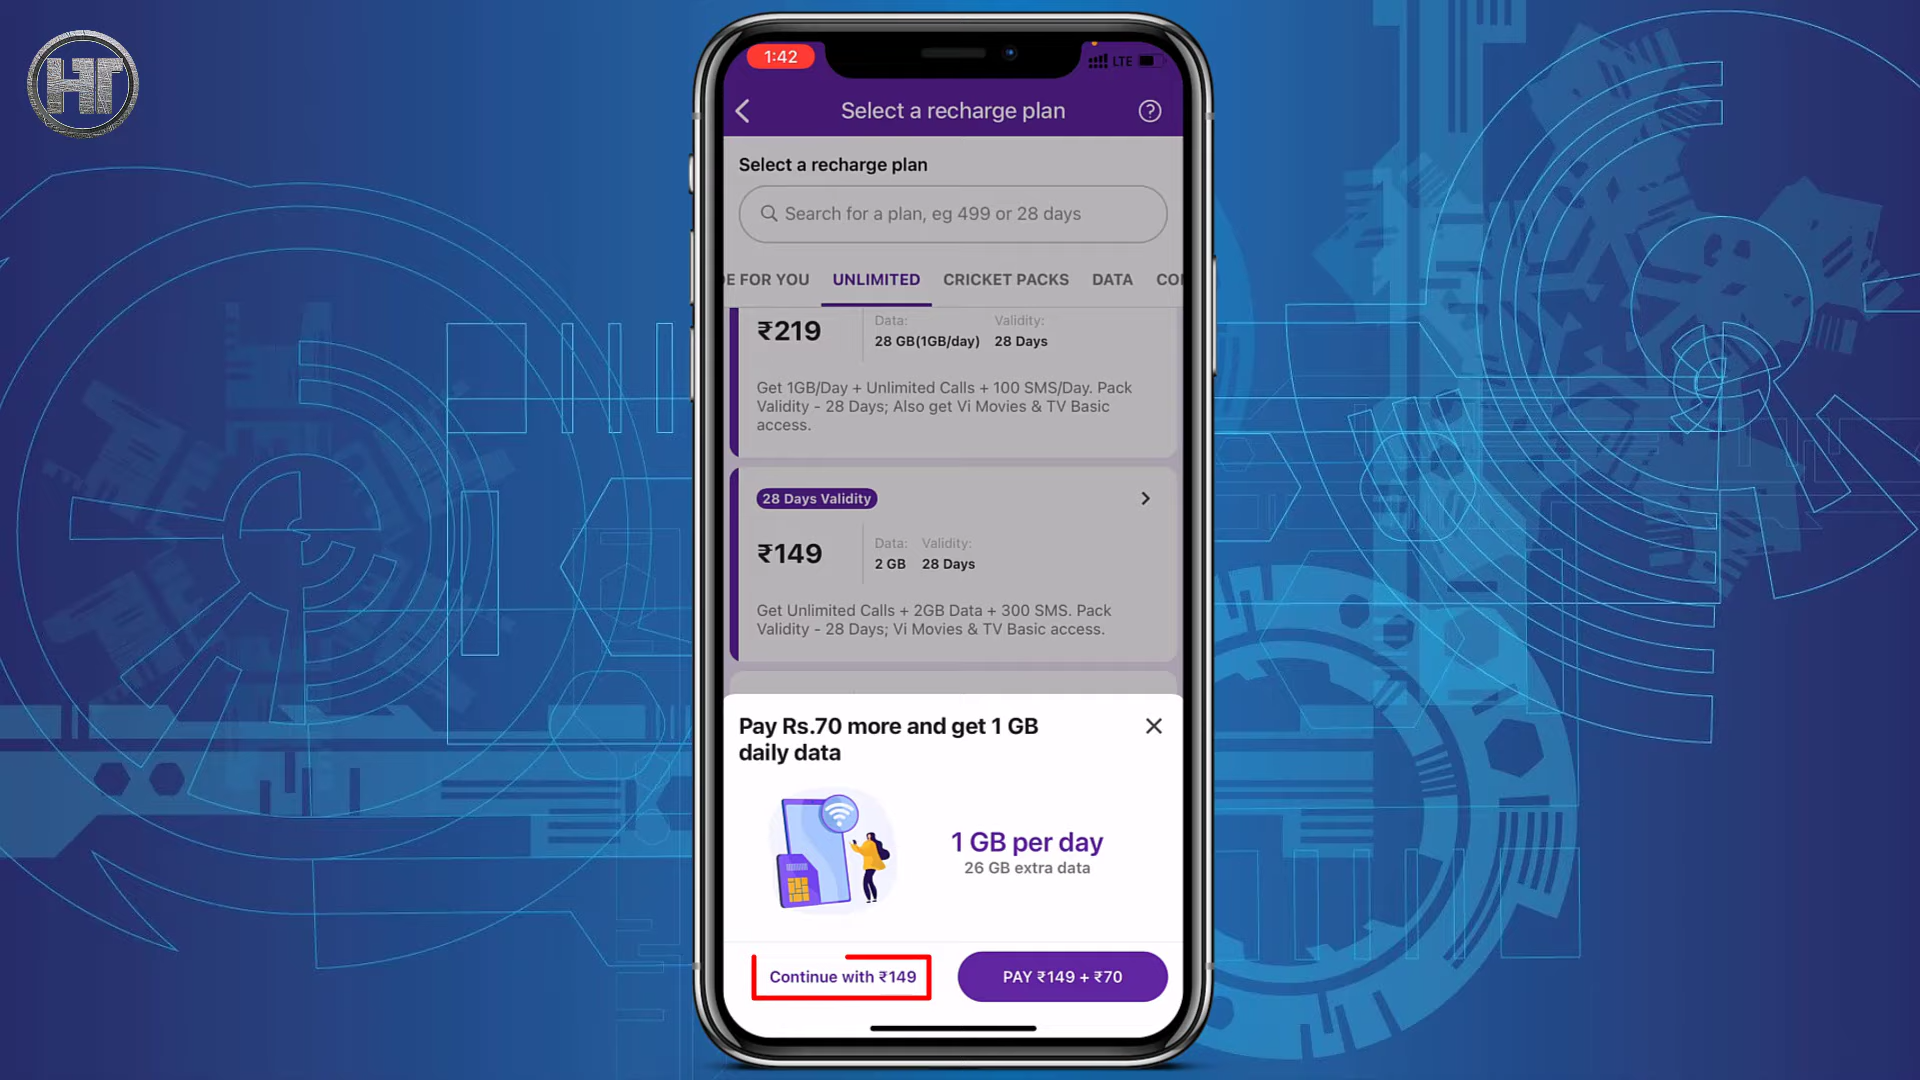 HT
1:42
LTE
Select a recharge plan
Select a recharge plan
Search for a plan, eg 499 or 28 days
DE FOR YOU UNLIMITED CRICKET PACKS DATA CO
₹219
Data: Validity:
28 GB(1GB/day) 28 Days
Get 1GB/Day + Unlimited Calls + 100 SMS/Day. Pack
Validity - 28 Days; Also get Vi Movies & TV Basic
access.
28 Days Validity
₹149
Data: Validity:
2 GB 28 Days
Get Unlimited Calls + 2GB Data + 300 SMS. Pack
Validity - 28 Days; Vi Movies & TV Basic access.
Pay Rs.70 more and get 1 GB
daily data
1 GB per day
26 GB extra data
Continue with ₹149
PAY ₹149 + ₹70